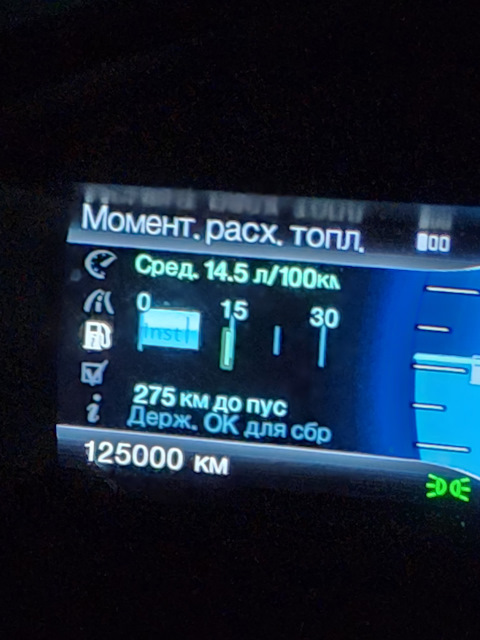 Момент. расх. топл.
Сред. 14.5 л/100км
0 15 30
Inst
275 км до пус
Держ. OK для сбр
125000 км